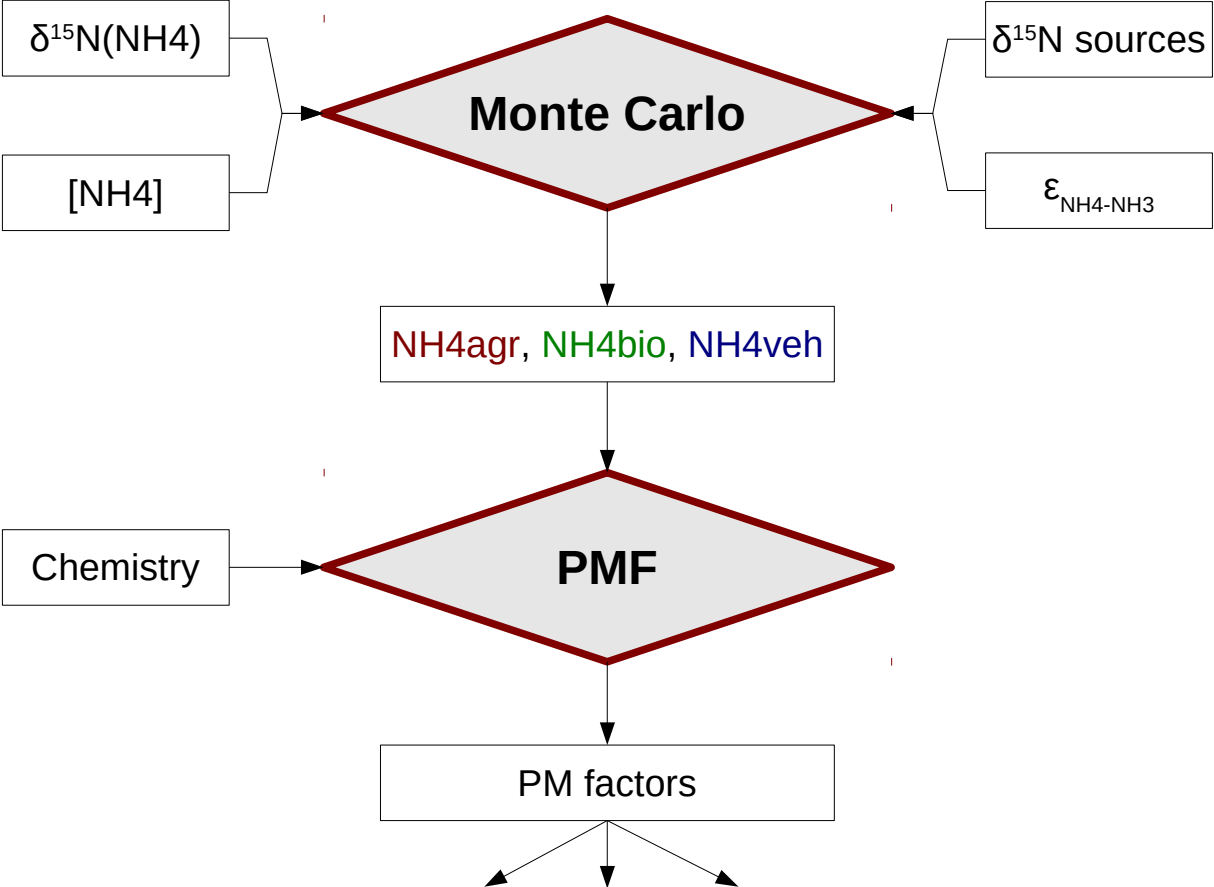 δ¹⁵N(NH4)
δ¹⁵N sources
Monte Carlo
[NH4]
ε NH4-NH3
NH4agr, NH4bio, NH4veh
Chemistry
PMF
PM factors